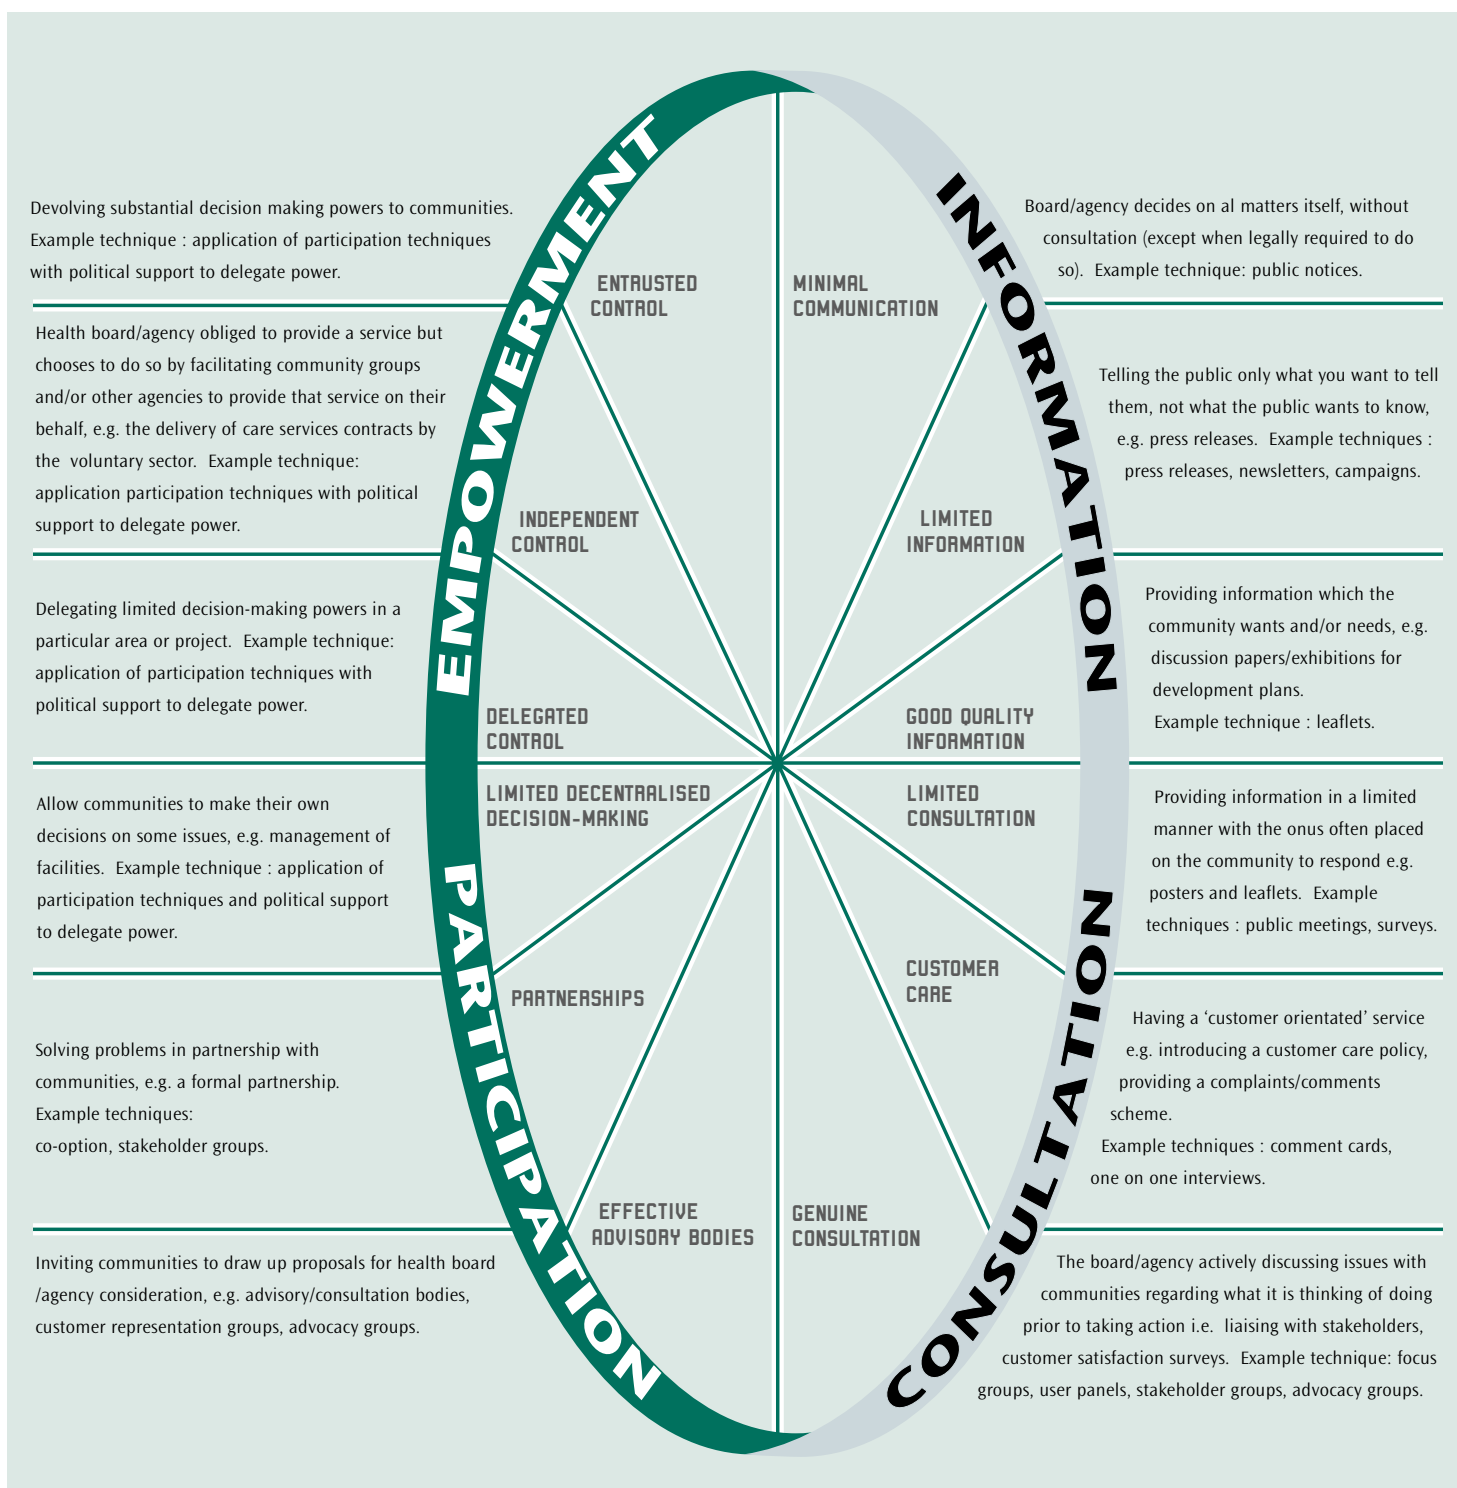 EMPOWERMENT
Devolving substantial decision making powers to communities.
Example technique : application of participation techniques
with political support to delegate power.
ENTRUSTED
CONTROL
Health board/agency obliged to provide a service but
chooses to do so by facilitating community groups
and/or other agencies to provide that service on their
behalf, e.g. the delivery of care services contracts by
the voluntary sector. Example technique:
application participation techniques with political
support to delegate power.
INDEPENDENT
CONTROL
Delegating limited decision-making powers in a
particular area or project. Example technique:
application of participation techniques with
political support to delegate power.
DELEGATED
CONTROL
PARTICIPATION
Allow communities to make their own
decisions on some issues, e.g. management of
facilities. Example technique : application of
participation techniques and political support
to delegate power.
LIMITED DECENTRALISED
DECISION-MAKING
Solving problems in partnership with
communities, e.g. a formal partnership.
Example techniques:
co-option, stakeholder groups.
PARTNERSHIPS
Inviting communities to draw up proposals for health board
/agency consideration, e.g. advisory/consultation bodies,
customer representation groups, advocacy groups.
EFFECTIVE
ADVISORY BODIES
INFORMATION
MINIMAL
COMMUNICATION
Board/agency decides on al matters itself, without
consultation (except when legally required to do
so). Example technique: public notices.
LIMITED
INFORMATION
Telling the public only what you want to tell
them, not what the public wants to know,
e.g. press releases. Example techniques :
press releases, newsletters, campaigns.
GOOD QUALITY
INFORMATION
Providing information which the
community wants and/or needs, e.g.
discussion papers/exhibitions for
development plans.
Example technique : leaflets.
CONSULTATION
LIMITED
CONSULTATION
Providing information in a limited
manner with the onus often placed
on the community to respond e.g.
posters and leaflets. Example
techniques : public meetings, surveys.
CUSTOMER
CARE
Having a ‘customer orientated’ service
e.g. introducing a customer care policy,
providing a complaints/comments
scheme.
Example techniques : comment cards,
one on one interviews.
GENUINE
CONSULTATION
The board/agency actively discussing issues with
communities regarding what it is thinking of doing
prior to taking action i.e. liaising with stakeholders,
customer satisfaction surveys. Example technique: focus
groups, user panels, stakeholder groups, advocacy groups.